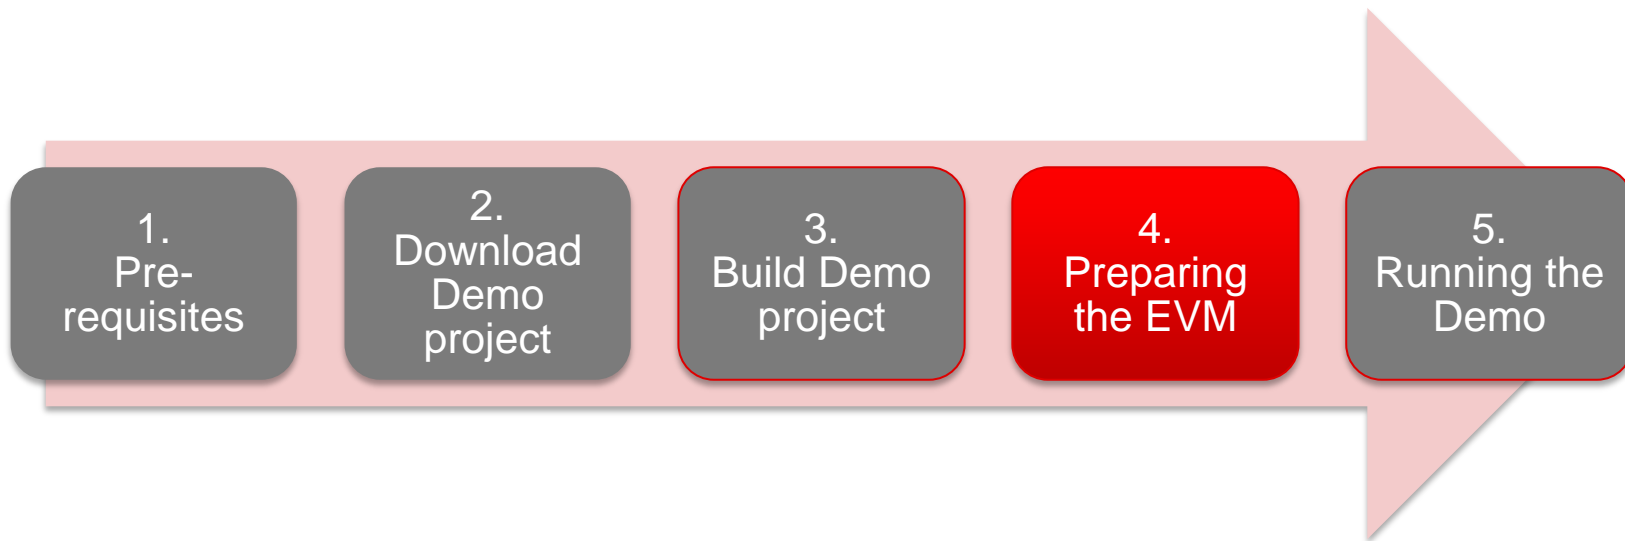 1.
Pre-
requisites
2.
Download
Demo
project
3.
Build Demo
project
4.
Preparing
the EVM
5.
Running the
Demo